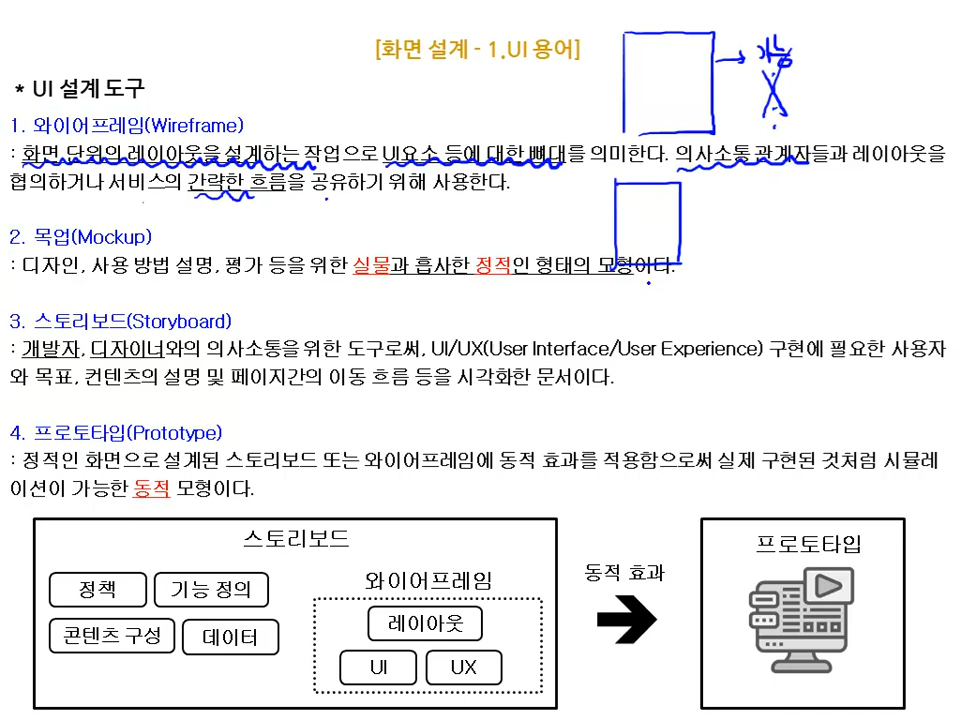 [화면 설계 - 1.UI 용어]
* UI 설계 도구
1. 와이어프레임(Wireframe)
: 화면 단위의 레이아웃을 설계하는 작업으로 UI요소 등에 대한 뼈대를 의미한다. 의사소통 관계자들과 레이아웃을
협의하거나 서비스의 간략한 흐름을 공유하기 위해 사용한다.
2. 목업(Mockup)
: 디자인, 사용 방법 설명, 평가 등을 위한 실물과 흡사한 정적인 형태의 모형이다.
3. 스토리보드(Storyboard)
: 개발자, 디자이너와의 의사소통을 위한 도구로써, UI/UX(User Interface/User Experience) 구현에 필요한 사용자
와 목표, 컨텐츠의 설명 및 페이지간의 이동 흐름 등을 시각화한 문서이다.
4. 프로토타입(Prototype)
: 정적인 화면으로 설계된 스토리보드 또는 와이어프레임에 동적 효과를 적용함으로써 실제 구현된 것처럼 시뮬레
이션이 가능한 동적 모형이다.
스토리보드
정책
기능 정의
콘텐츠 구성
데이터
와이어프레임
레이아웃
UI
UX
동적 효과
프로토타입